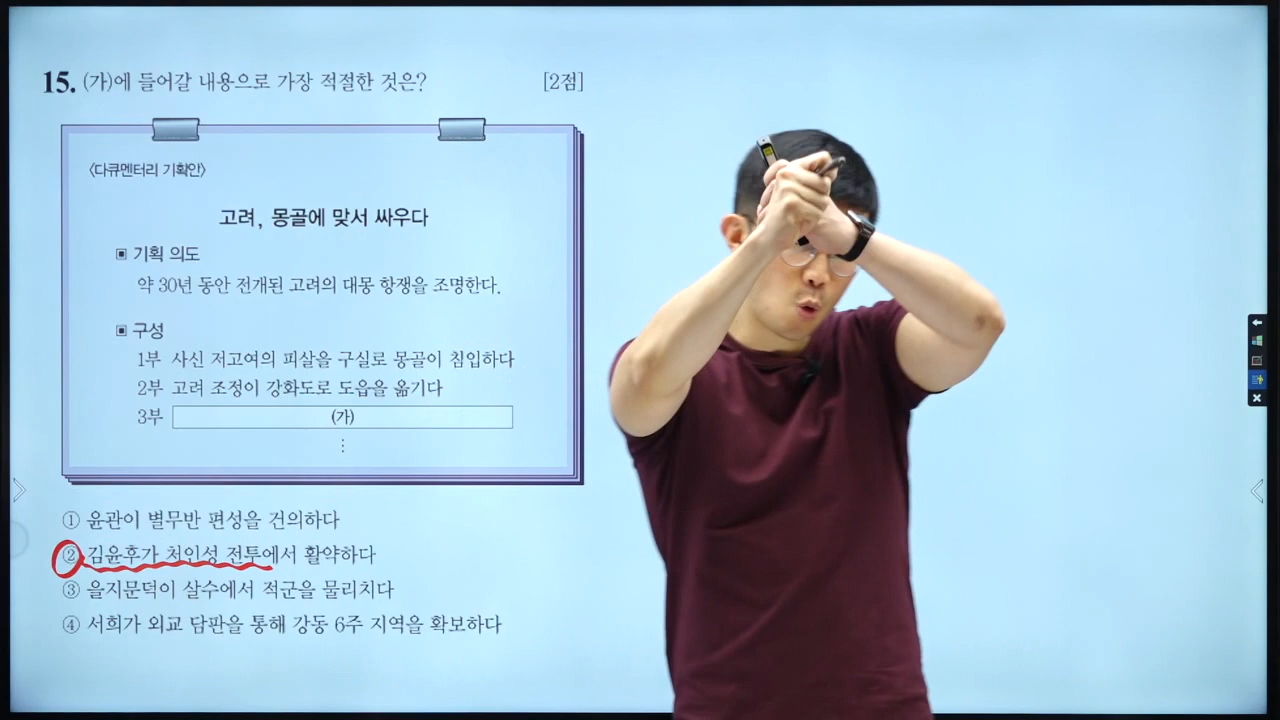 15. (가)에 들어갈 내용으로 가장 적절한 것은? [2점]
〈다큐멘터리 기획안〉
고려, 몽골에 맞서 싸우다
▣ 기획 의도
약 30년 동안 전개된 고려의 대몽 항쟁을 조명한다.
▣ 구성
1부 사신 저고여의 피살을 구실로 몽골이 침입하다
2부 고려 조정이 강화도로 도읍을 옮기다
3부 (가)
⋮
① 윤관이 별무반 편성을 건의하다
② 김윤후가 처인성 전투에서 활약하다
③ 을지문덕이 살수에서 적군을 물리치다
④ 서희가 외교 담판을 통해 강동 6주 지역을 확보하다